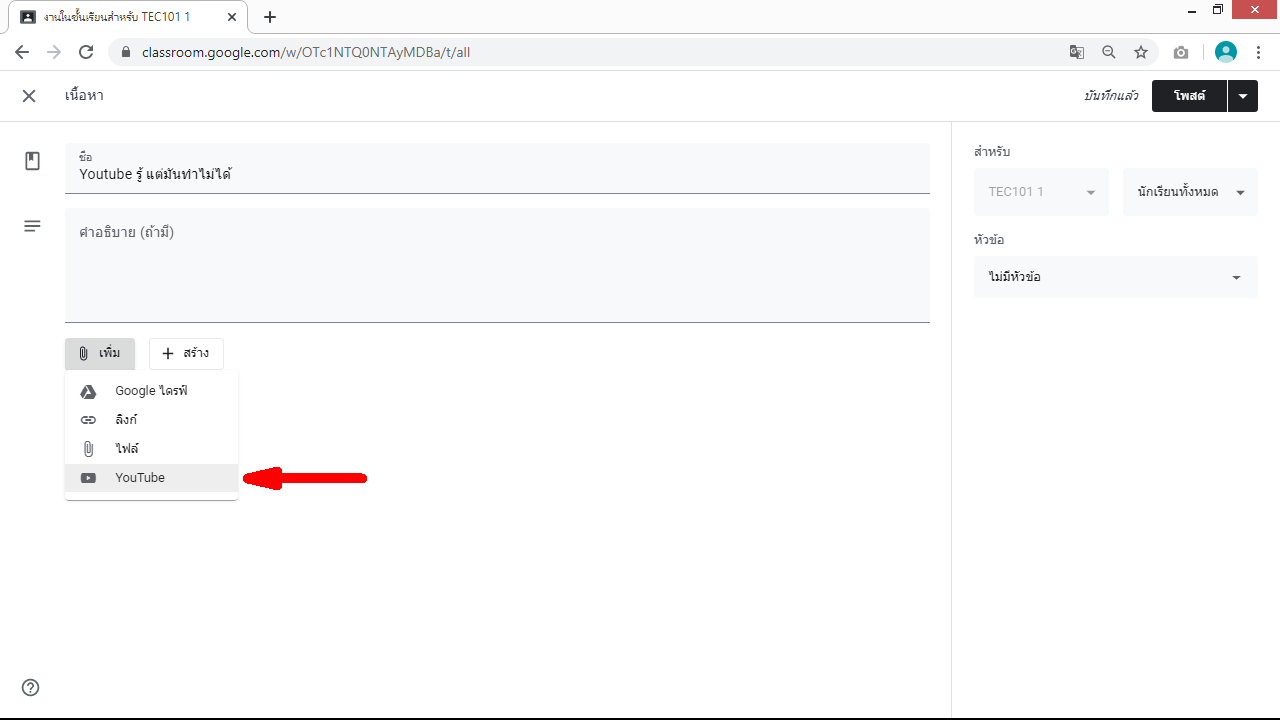 งานในชั้นเรียนสำหรับ TEC101 1
classroom.google.com/w/OTc1NTQ0NTAyMDBa/t/all
เนื้อหา
บันทึกแล้ว
โพสต์
ชื่อ
Youtube รู้ แต่มันทำไม่ได้
คำอธิบาย (ถ้ามี)
เพิ่ม
สร้าง
Google ไดรฟ์
ลิงก์
ไฟล์
YouTube
สำหรับ
TEC101 1
นักเรียนทั้งหมด
หัวข้อ
ไม่มีหัวข้อ